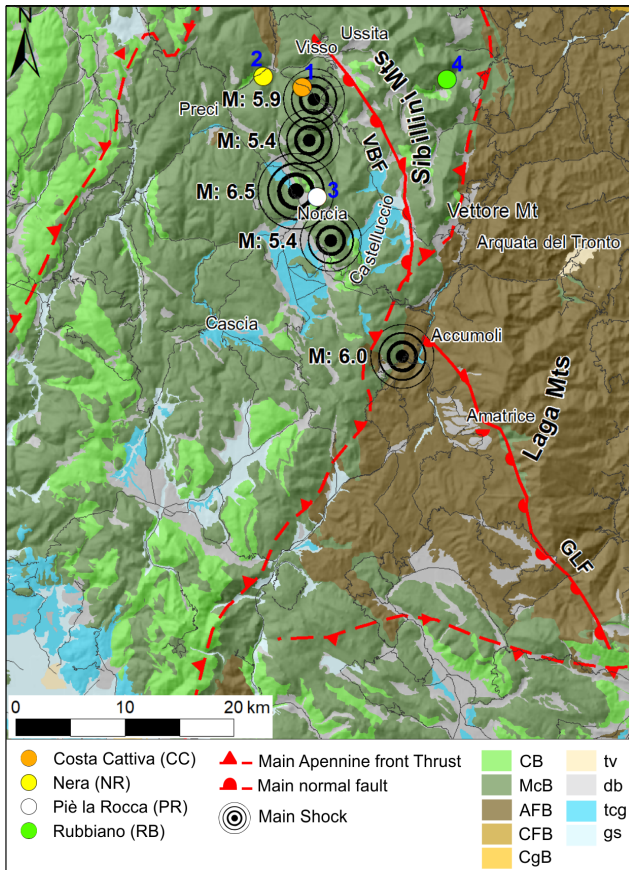 N
Ussita
Visso
2
1
4
M: 5.9
Preci
Sibillini Mts
M: 5.4
VBF
M: 6.5
3
Norcia
Vettore Mt
M: 5.4
Castelluccio
Arquata del Tronto
Cascia
Accumoli
M: 6.0
Amatrice
Laga Mts
GLF
0 10 20 km
Costa Cattiva (CC)
Nera (NR)
Piè la Rocca (PR)
Rubbiano (RB)
Main Apennine front Thrust
Main normal fault
Main Shock
CB
McB
AFB
CFB
CgB
tv
db
tcg
gs